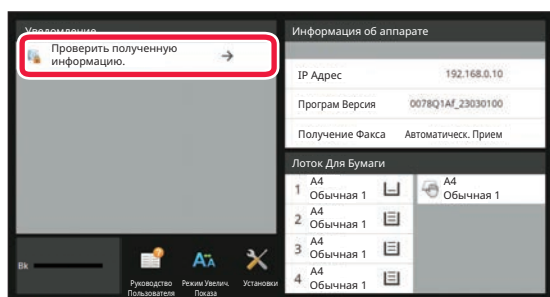 Уведомление
Проверить полученную
информацию.
Информация об аппарате
IP Адрес 192.168.0.10
Програм Версия 0078Q1Af_23030100
Получение Факса Автоматическ. Прием
Лоток Для Бумаги
1 A4
Обычная 1
A4
Обычная 1
2 A4
Обычная 1
3 A4
Обычная 1
4 A4
Обычная 1
Bk
Руководство
Пользователя
Режим Увелич.
Показа
Установки